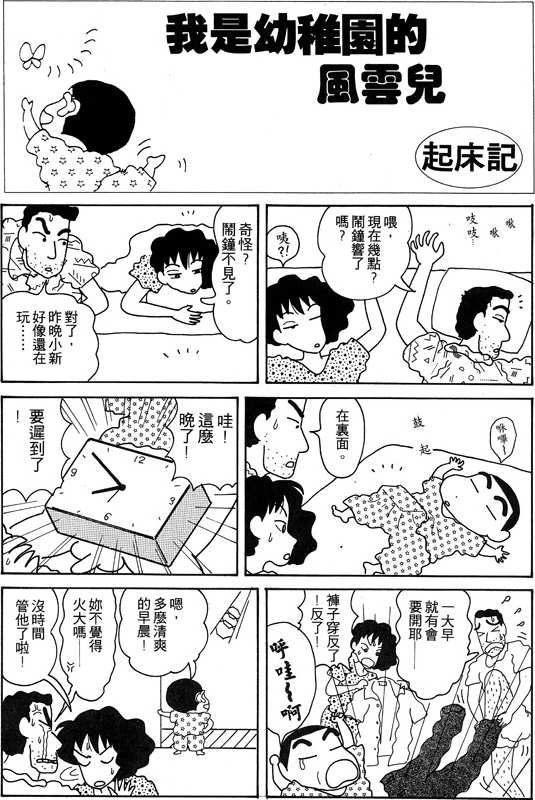 我是幼稚園的
風雲兒
起床記
啾
吱
吱…
喂，
現在幾點？
鬧鐘響了
嗎？
咦?!
奇怪？
鬧鐘不見了。
對了，
昨晚小新
好像還在
玩……
咻嗶~
鼓
起
在裏面。
哇！
這麼
晚了！
要遲到了
！
12
3
6
9
一大早
就有會
要開耶
褲子穿反了
！反了！
呼哇~啊
嗯，
多麼清爽
的早晨！
妳不覺得
火大嗎
沒時間
管他了啦！